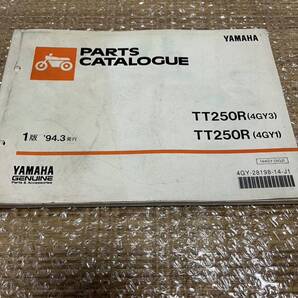 PARTS
CATALOGUE
YAMAHA
TT250R(4GY3)
TT250R(4GY1)
1版 '94.3発行
YAMAHA
GENUINE
Parts & Accessories
4GY-28198-14-J1